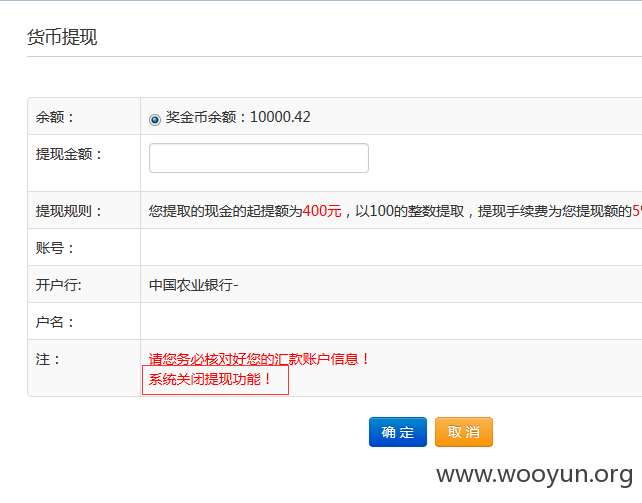 货币提现
余额： 奖金币余额：10000.42
提现金额：
提现规则： 您提取的现金的起提额为400元，以100的整数提取，提现手续费为您提现额的5
账号：
开户行: 中国农业银行-
户名：
注： 请您务必核对好您的汇款账户信息！
系统关闭提现功能！
确 定 取 消
www.wooyun.org